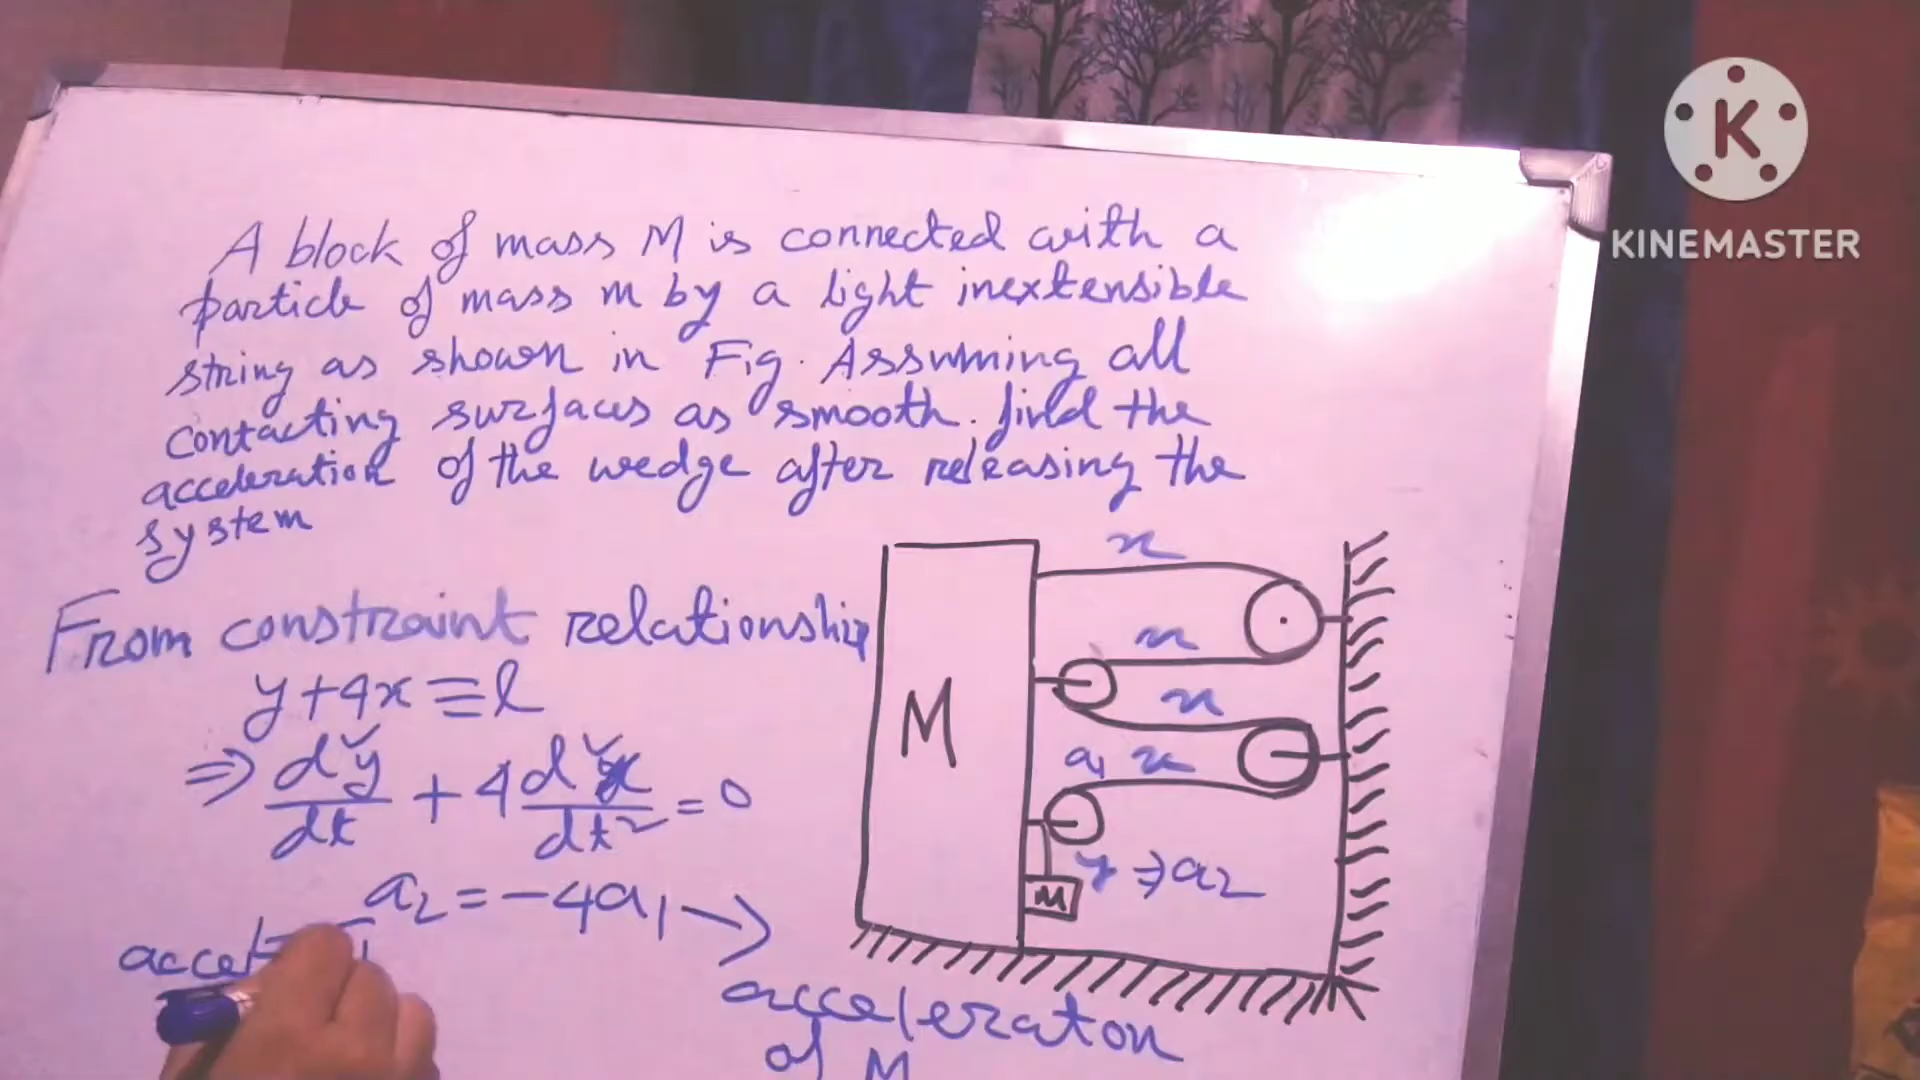 K
KINEMASTER
A block of mass M is connected with a
particle of mass m by a light inextensible
string as shown in Fig. Assuming all
contacting surfaces as smooth. find the
acceleration of the wedge after releasing the
system
From constraint relationship
y+4x=l
⇒ d²y/dt + 4 d²x/dt² = 0
a₂ = -4a₁ →
acceleraton
of M
x
x
x
a₁ x
y ⇒ a₂
M
M